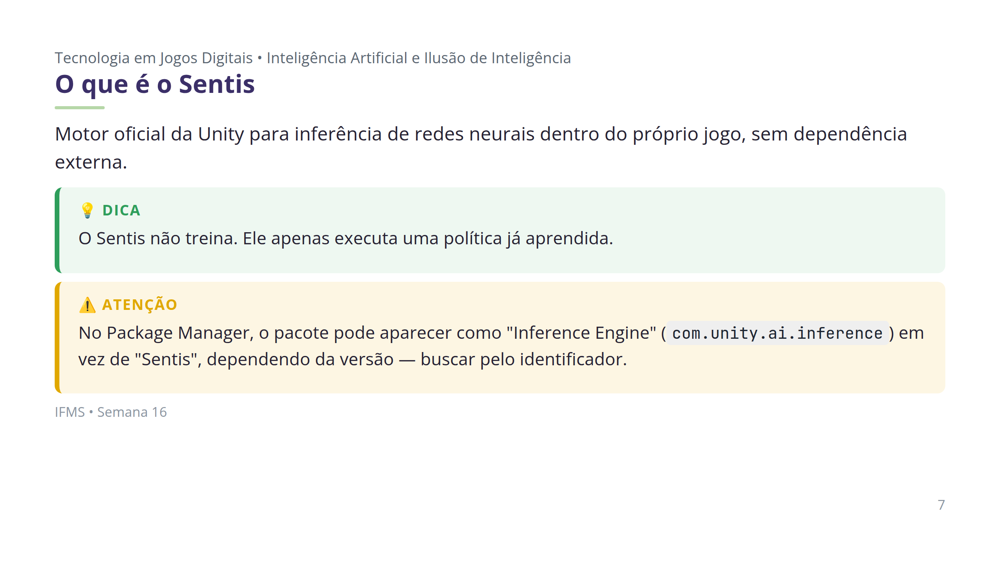 Tecnologia em Jogos Digitais • Inteligência Artificial e Ilusão de Inteligência
O que é o Sentis
Motor oficial da Unity para inferência de redes neurais dentro do próprio jogo, sem dependência
externa.
💡 DICA
O Sentis não treina. Ele apenas executa uma política já aprendida.
⚠️ ATENÇÃO
No Package Manager, o pacote pode aparecer como "Inference Engine" (com.unity.ai.inference) em
vez de "Sentis", dependendo da versão — buscar pelo identificador.
IFMS • Semana 16
7